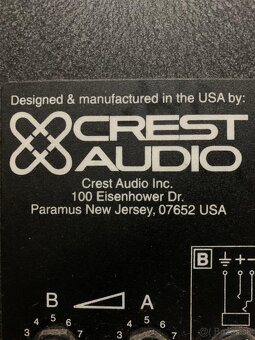 Designed & manufactured in the USA by:
CREST
AUDIO
Crest Audio Inc.
100 Eisenhower Dr.
Paramus New Jersey, 07652 USA
B A
B + -
3 4 5 6 7 3 4 5 6 7